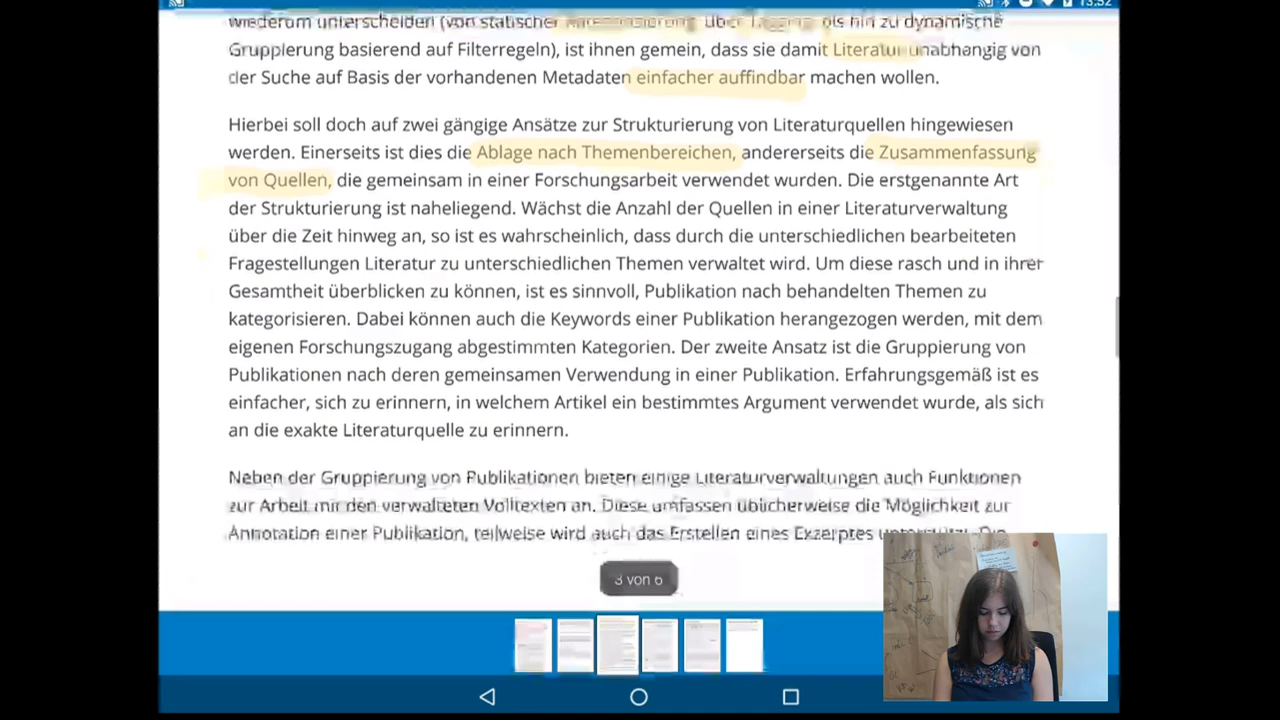 13:52
wiederum unterscheiden (von statischer über bis hin zu dynamische
Gruppierung basierend auf Filterregeln), ist ihnen gemein, dass sie damit Literatur unabhängig von
der Suche auf Basis der vorhandenen Metadaten einfacher auffindbar machen wollen.
Hierbei soll doch auf zwei gängige Ansätze zur Strukturierung von Literaturquellen hingewiesen
werden. Einerseits ist dies die Ablage nach Themenbereichen, andererseits die Zusammenfassung
von Quellen, die gemeinsam in einer Forschungsarbeit verwendet wurden. Die erstgenannte Art
der Strukturierung ist naheliegend. Wächst die Anzahl der Quellen in einer Literaturverwaltung
über die Zeit hinweg an, so ist es wahrscheinlich, dass durch die unterschiedlichen bearbeiteten
Fragestellungen Literatur zu unterschiedlichen Themen verwaltet wird. Um diese rasch und in ihrer
Gesamtheit überblicken zu können, ist es sinnvoll, Publikation nach behandelten Themen zu
kategorisieren. Dabei können auch die Keywords einer Publikation herangezogen werden, mit dem
eigenen Forschungszugang abgestimmten Kategorien. Der zweite Ansatz ist die Gruppierung von
Publikationen nach deren gemeinsamen Verwendung in einer Publikation. Erfahrungsgemäß ist es
einfacher, sich zu erinnern, in welchem Artikel ein bestimmtes Argument verwendet wurde, als sich
an die exakte Literaturquelle zu erinnern.
Neben der Gruppierung von Publikationen bieten einige Literaturverwaltungen auch Funktionen
zur Arbeit mit den verwalteten Volltexten an. Diese umfassen üblicherweise die Möglichkeit zur
Annotation einer Publikation, teilweise wird auch das Erstellen eines Exzerptes
3 von 6